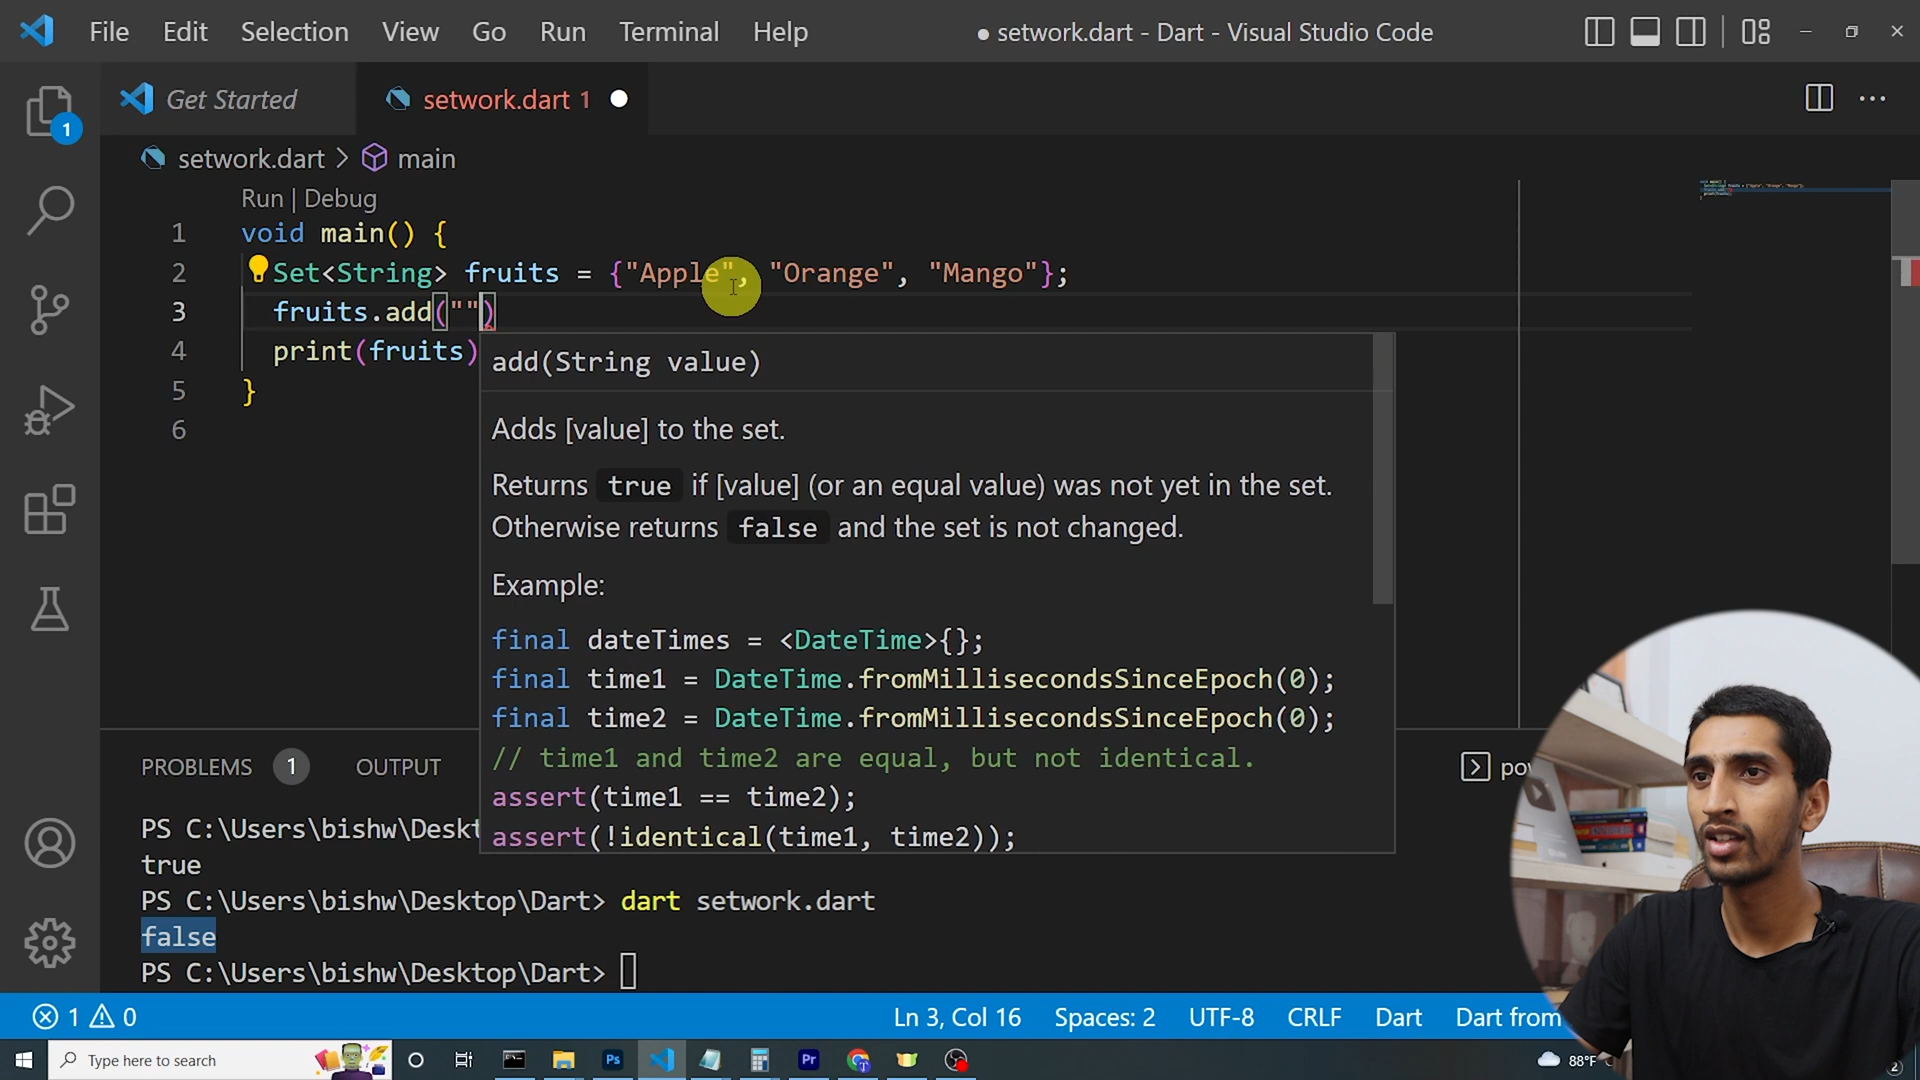 File Edit Selection View Go Run Terminal Help ● setwork.dart - Dart - Visual Studio Code
Get Started setwork.dart 1
1
setwork.dart > main
Run | Debug
1 void main() {
2 Set<String> fruits = {"Apple", "Orange", "Mango"};
3 fruits.add("")
4 print(fruits)
5 }
6
add(String value)
Adds [value] to the set.
Returns true if [value] (or an equal value) was not yet in the set.
Otherwise returns false and the set is not changed.
Example:
final dateTimes = <DateTime>{};
final time1 = DateTime.fromMillisecondsSinceEpoch(0);
final time2 = DateTime.fromMillisecondsSinceEpoch(0);
// time1 and time2 are equal, but not identical.
assert(time1 == time2);
assert(!identical(time1, time2));
PROBLEMS 1 OUTPUT
PS C:\Users\bishw\Deskt
true
PS C:\Users\bishw\Desktop\Dart> dart setwork.dart
false
PS C:\Users\bishw\Desktop\Dart>
1 0 Ln 3, Col 16 Spaces: 2 UTF-8 CRLF Dart Dart from
Type here to search Ps Pr 88°F 2